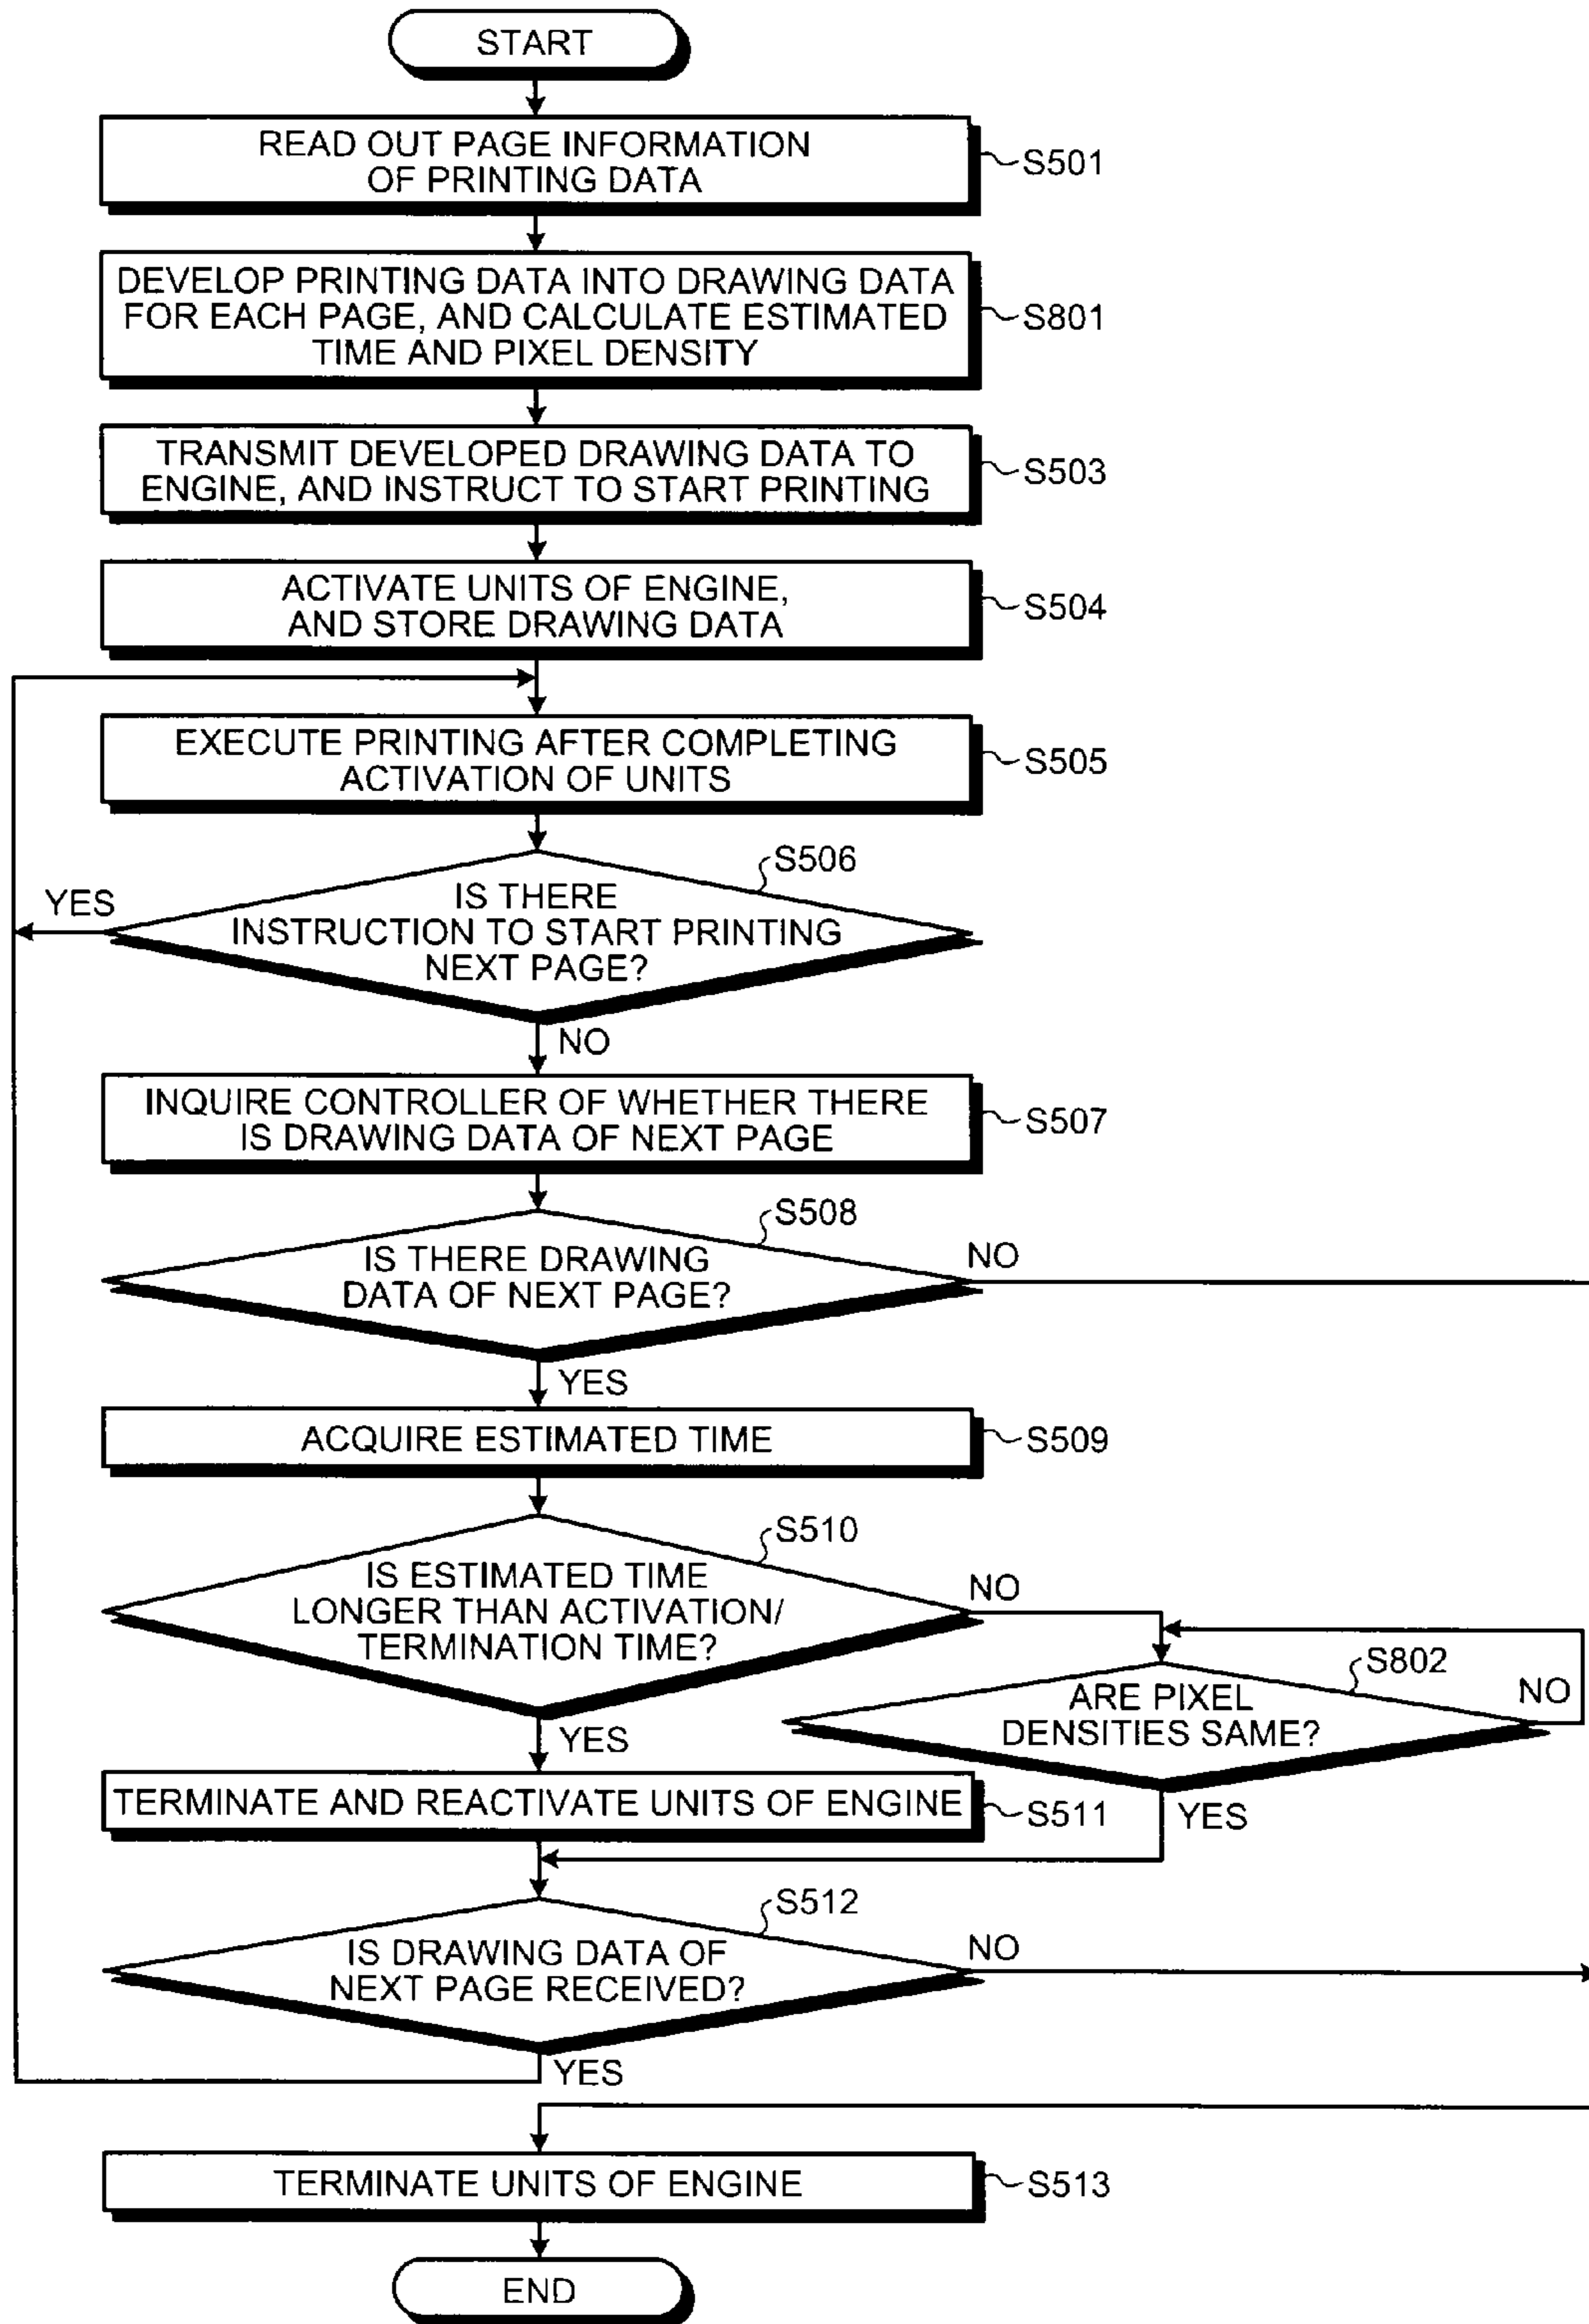 START
READ OUT PAGE INFORMATION
OF PRINTING DATA
S501
DEVELOP PRINTING DATA INTO DRAWING DATA
FOR EACH PAGE, AND CALCULATE ESTIMATED
TIME AND PIXEL DENSITY
S801
TRANSMIT DEVELOPED DRAWING DATA TO
ENGINE, AND INSTRUCT TO START PRINTING
S503
ACTIVATE UNITS OF ENGINE,
AND STORE DRAWING DATA
S504
EXECUTE PRINTING AFTER COMPLETING
ACTIVATION OF UNITS
S505
S506
YES
IS THERE
INSTRUCTION TO START PRINTING
NEXT PAGE?
NO
INQUIRE CONTROLLER OF WHETHER THERE
IS DRAWING DATA OF NEXT PAGE
S507
S508
IS THERE DRAWING
DATA OF NEXT PAGE?
NO
YES
ACQUIRE ESTIMATED TIME
S509
S510
IS ESTIMATED TIME
LONGER THAN ACTIVATION/
TERMINATION TIME?
NO
S802
ARE PIXEL
DENSITIES SAME?
NO
YES
TERMINATE AND REACTIVATE UNITS OF ENGINE
S511
YES
S512
IS DRAWING DATA OF
NEXT PAGE RECEIVED?
NO
YES
TERMINATE UNITS OF ENGINE
S513
END